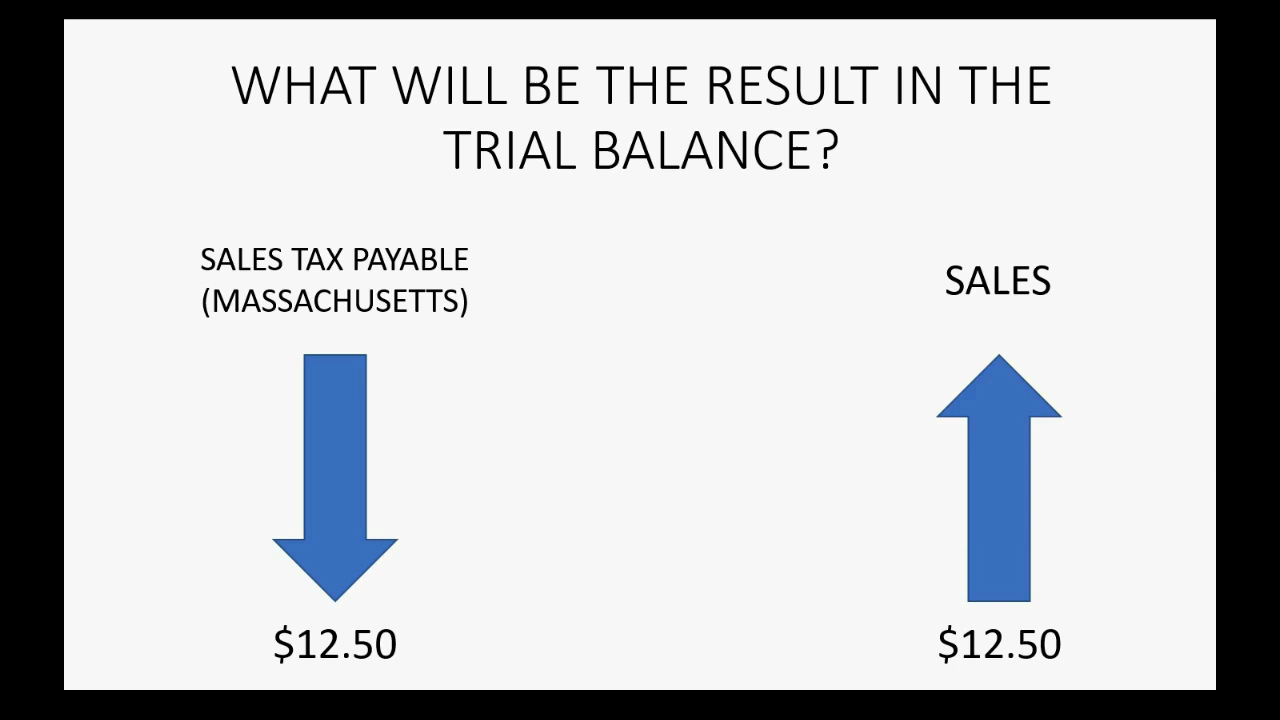 WHAT WILL BE THE RESULT IN THE
TRIAL BALANCE?
SALES TAX PAYABLE
(MASSACHUSETTS)
SALES
$12.50
$12.50